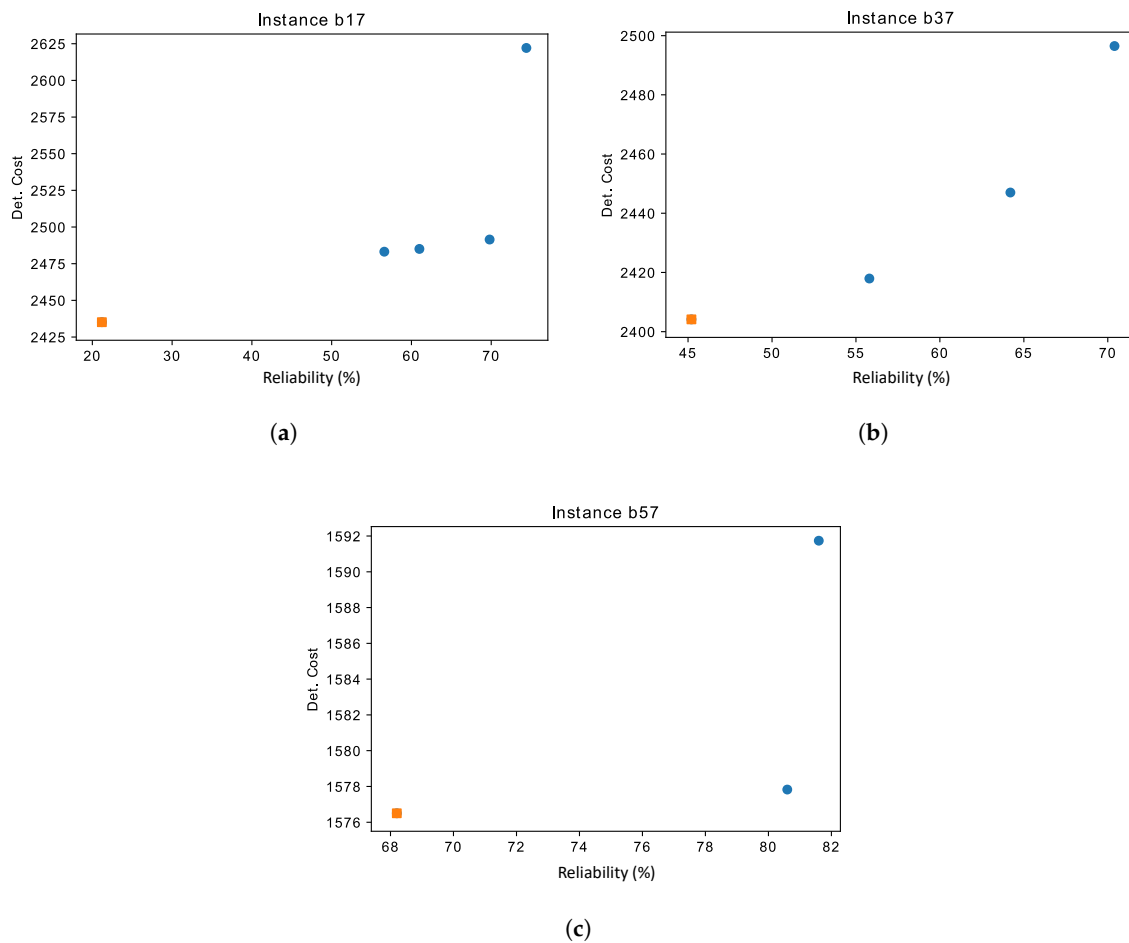 Instance b17
2625
2600
2575
2550
2525
2500
2475
2450
2425
Det. Cost
20 30 40 50 60 70
Reliability (%)
(a)
Instance b37
2500
2480
2460
2440
2420
2400
Det. Cost
45 50 55 60 65 70
Reliability (%)
(b)
Instance b57
1592
1590
1588
1586
1584
1582
1580
1578
1576
Det. Cost
68 70 72 74 76 78 80 82
Reliability (%)
(c)